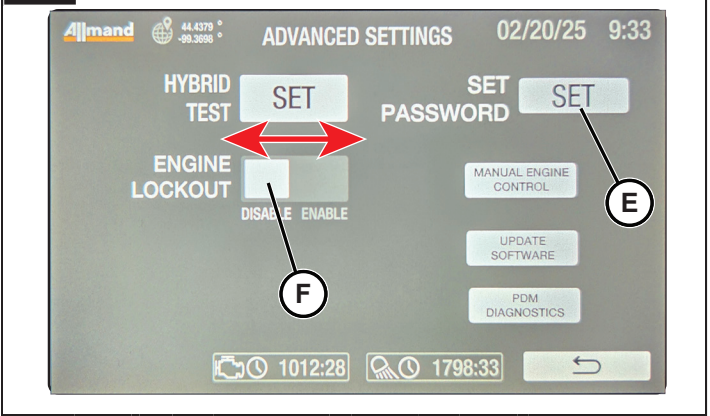 Allmand
44.4379 °
-99.3698 °
ADVANCED SETTINGS
02/20/25 9:33
HYBRID
TEST
SET
SET
PASSWORD
SET
ENGINE
LOCKOUT
DISABLE ENABLE
MANUAL ENGINE
CONTROL
E
UPDATE
SOFTWARE
F
PDM
DIAGNOSTICS
1012:28
1798:33